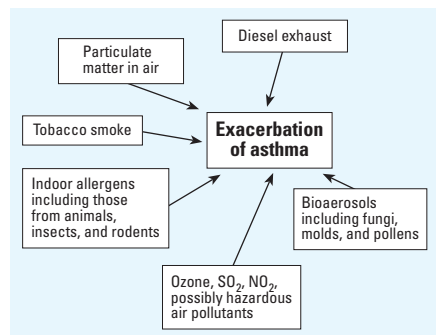 Diesel exhaust
Particulate
matter in air
Tobacco smoke
Exacerbation
of asthma
Indoor allergens
including those
from animals,
insects, and rodents
Bioaerosols
including fungi,
molds, and pollens
Ozone, SO₂, NO₂,
possibly hazardous
air pollutants